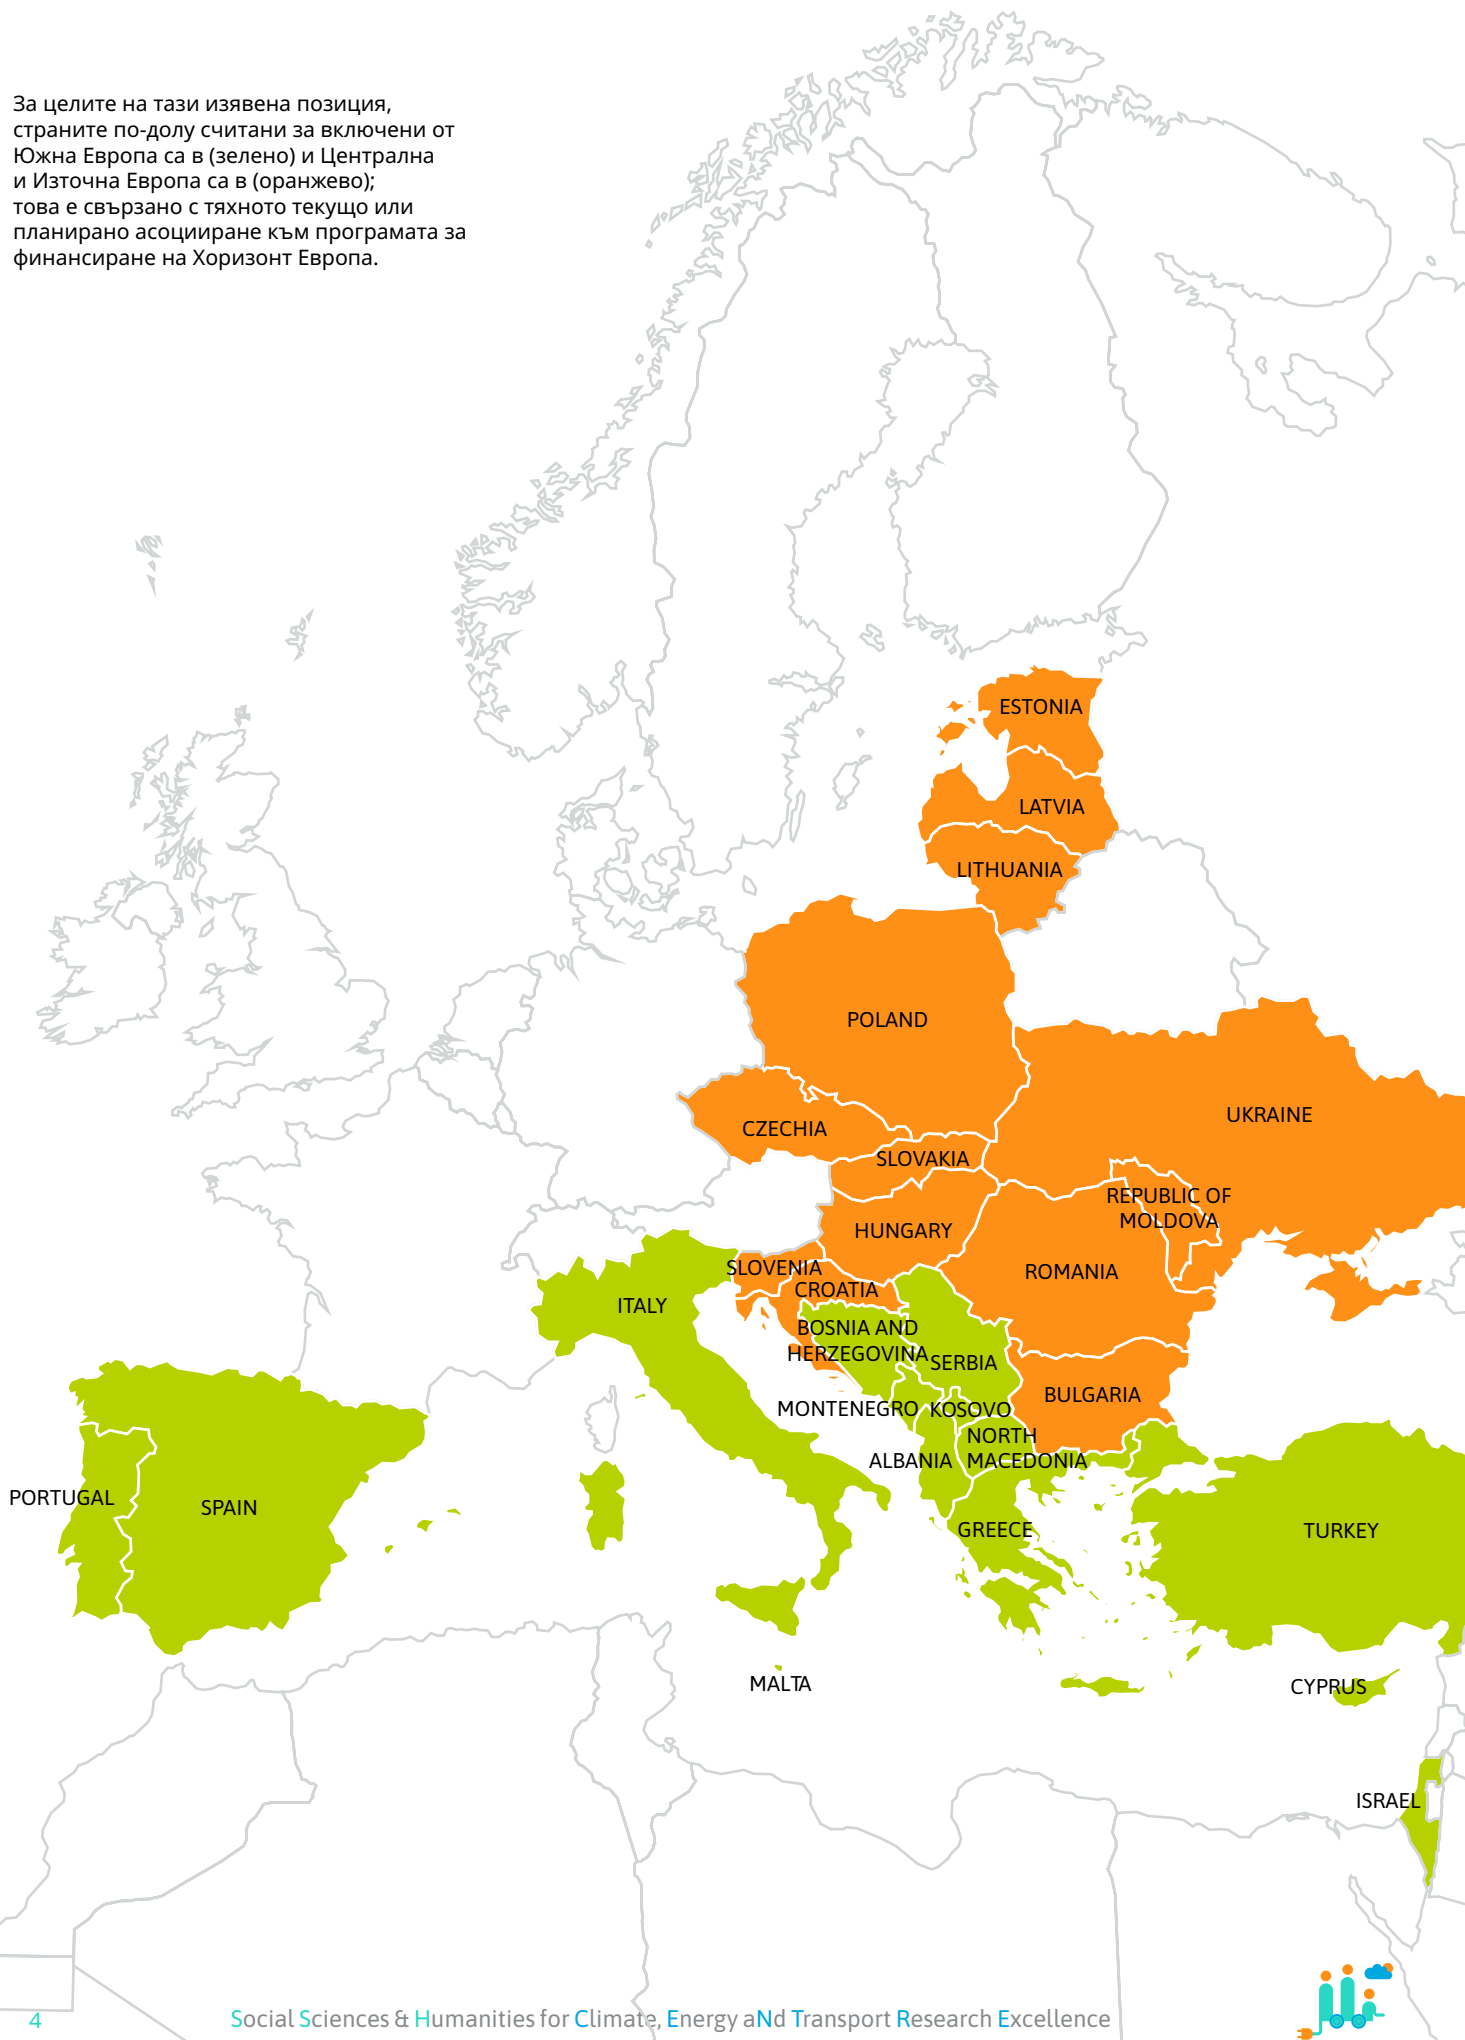 За целите на тази изявена позиция,
страните по-долу считани за включени от
Южна Европа са в (зелено) и Централна
и Източна Европа са в (оранжево);
това е свързано с тяхното текущо или
планирано асоцииране към програмата за
финансиране на Хоризонт Европа.
ESTONIA
LATVIA
LITHUANIA
POLAND
UKRAINE
CZECHIA
SLOVAKIA
REPUBLIC OF
MOLDOVA
HUNGARY
SLOVENIA
ROMANIA
CROATIA
ITALY
BOSNIA AND
HERZEGOVINA
SERBIA
BULGARIA
MONTENEGRO
KOSOVO
NORTH
MACEDONIA
ALBANIA
PORTUGAL
SPAIN
GREECE
TURKEY
MALTA
CYPRUS
ISRAEL
4
Social Sciences & Humanities for Climate, Energy aNd Transport Research Excellence